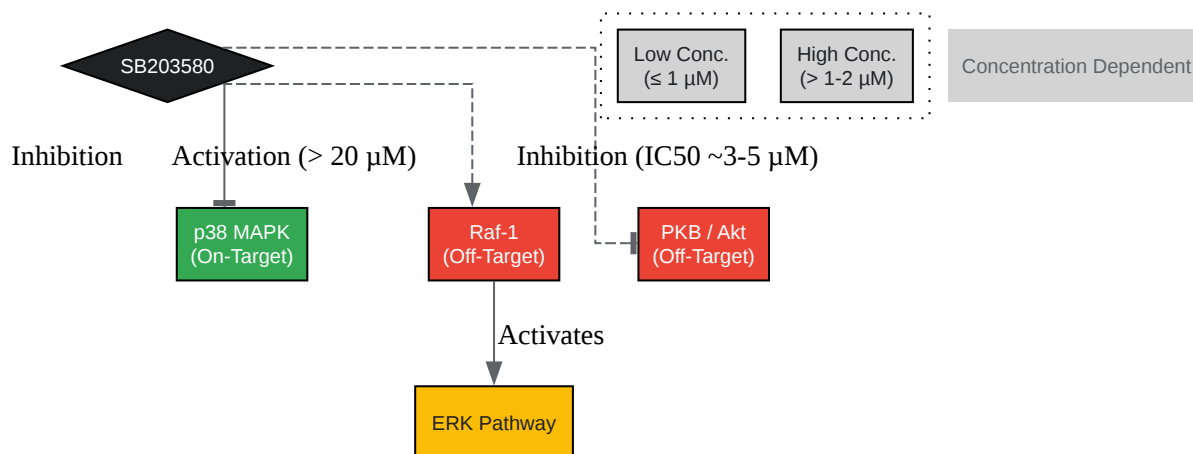 SB203580
Low Conc.
(≤ 1 µM)
High Conc.
(> 1-2 µM)
Concentration Dependent
Inhibition
Activation (> 20 µM)
Inhibition (IC50 ~3-5 µM)
p38 MAPK
(On-Target)
Raf-1
(Off-Target)
PKB / Akt
(Off-Target)
Activates
ERK Pathway